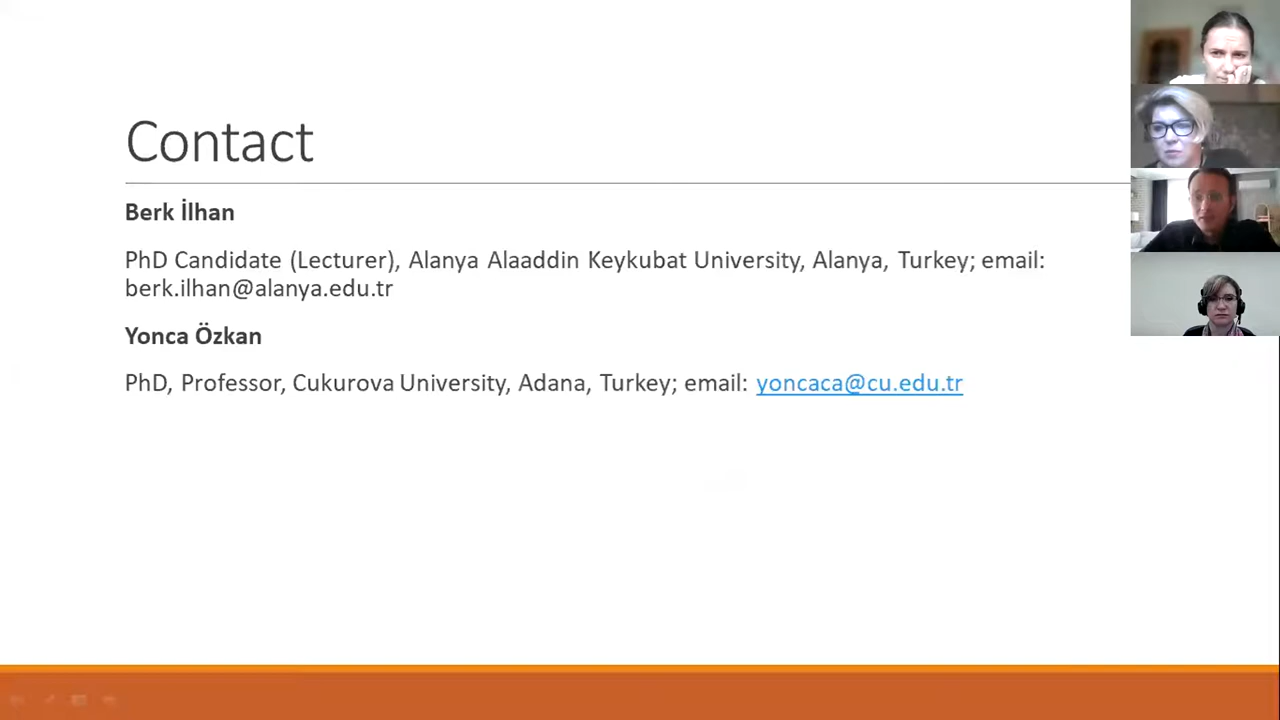 Contact
Berk İlhan
PhD Candidate (Lecturer), Alanya Alaaddin Keykubat University, Alanya, Turkey; email:
berk.ilhan@alanya.edu.tr
Yonca Özkan
PhD, Professor, Cukurova University, Adana, Turkey; email: yoncaca@cu.edu.tr